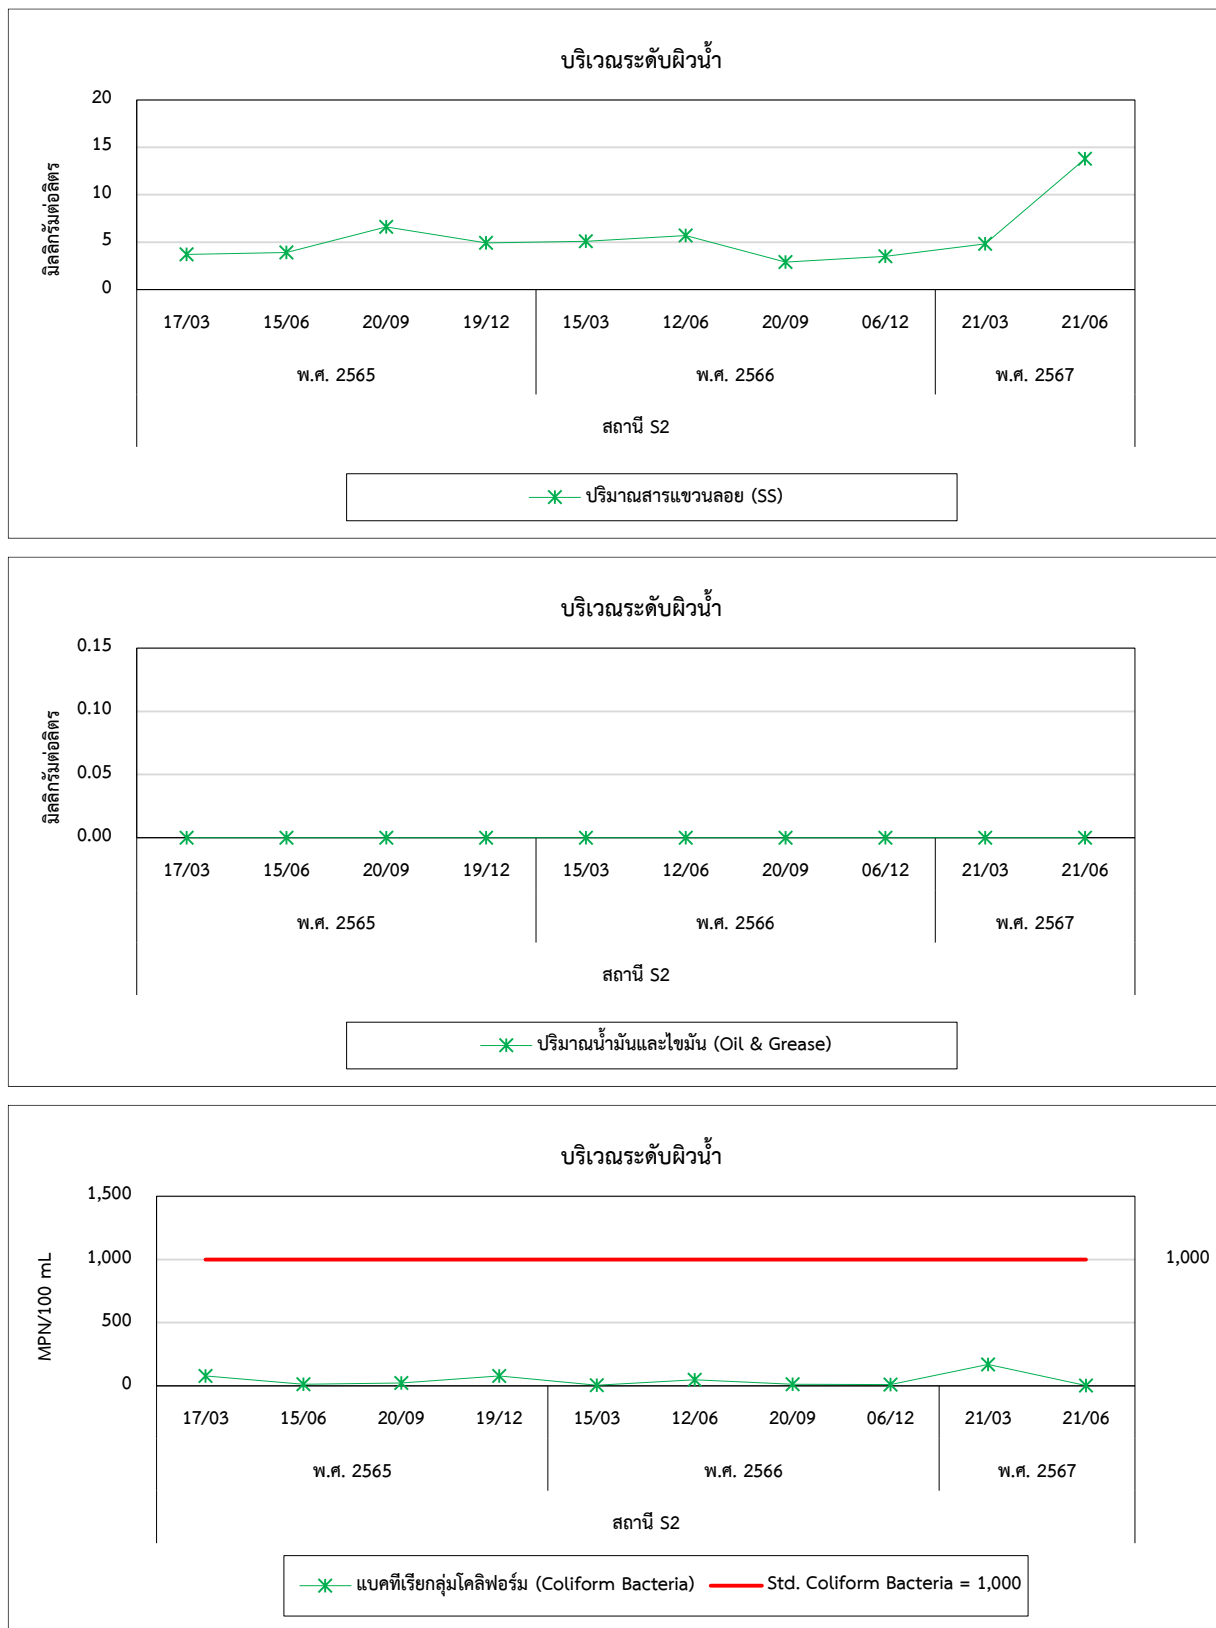 บริเวณระดับผิวน้ำ
20
15
10
5
0
มิลลิกรัมต่อลิตร
17/03 15/06 20/09 19/12 15/03 12/06 20/09 06/12 21/03 21/06
พ.ศ. 2565 พ.ศ. 2566 พ.ศ. 2567
สถานี S2
ปริมาณสารแขวนลอย (SS)
บริเวณระดับผิวน้ำ
0.15
0.10
0.05
0.00
มิลลิกรัมต่อลิตร
17/03 15/06 20/09 19/12 15/03 12/06 20/09 06/12 21/03 21/06
พ.ศ. 2565 พ.ศ. 2566 พ.ศ. 2567
สถานี S2
ปริมาณน้ำมันและไขมัน (Oil & Grease)
บริเวณระดับผิวน้ำ
1,500
1,000 1,000
500
0
MPN/100 mL
17/03 15/06 20/09 19/12 15/03 12/06 20/09 06/12 21/03 21/06
พ.ศ. 2565 พ.ศ. 2566 พ.ศ. 2567
สถานี S2
แบคทีเรียกลุ่มโคลิฟอร์ม (Coliform Bacteria) Std. Coliform Bacteria = 1,000